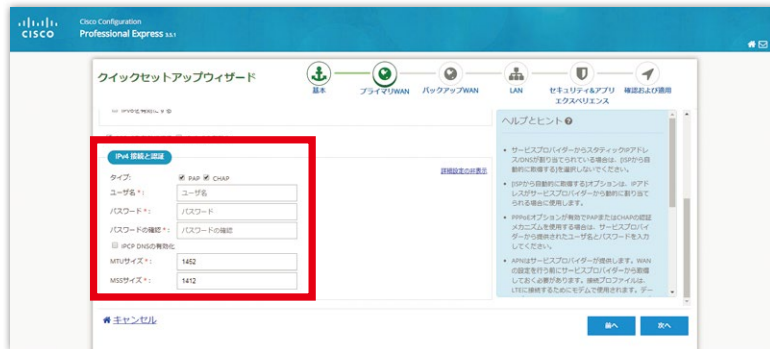 CISCO
Cisco Configuration
Professional Express 3.5.1
クイックセットアップウィザード
基本
プライマリWAN
バックアップWAN
LAN
セキュリティ&アプリ
エクスペリエンス
確認および適用
IPv6を有効にする
IPv4 接続と認証
詳細設定の非表示
タイプ:
PAP
CHAP
ユーザ名*:
ユーザ名
パスワード*:
パスワード
パスワードの確認*:
パスワードの確認
IPCP DNSの有効化
MTUサイズ*:
1452
MSSサイズ*:
1412
ヘルプとヒント
• サービスプロバイダーからスタティックIPアドレ
ス/DNSが割り当てられている場合は、[ISPから自
動的に取得する]を選択しないでください。
• [ISPから自動的に取得する]オプションは、IPアド
レスがサービスプロバイダーから動的に割り当て
られる場合に使用します。
• PPPoEオプションが有効でPAPまたはCHAPの認証
メカニズムを使用する場合は、サービスプロバイ
ダーから提供されたユーザ名とパスワードを入力
してください。
• APNはサービスプロバイダーが提供します。WAN
の設定を行う前にサービスプロバイダーから取得
しておく必要があります。接続プロファイルは、
LTEに接続するためにモデムで使用されます。デー
キャンセル
前へ
次へ